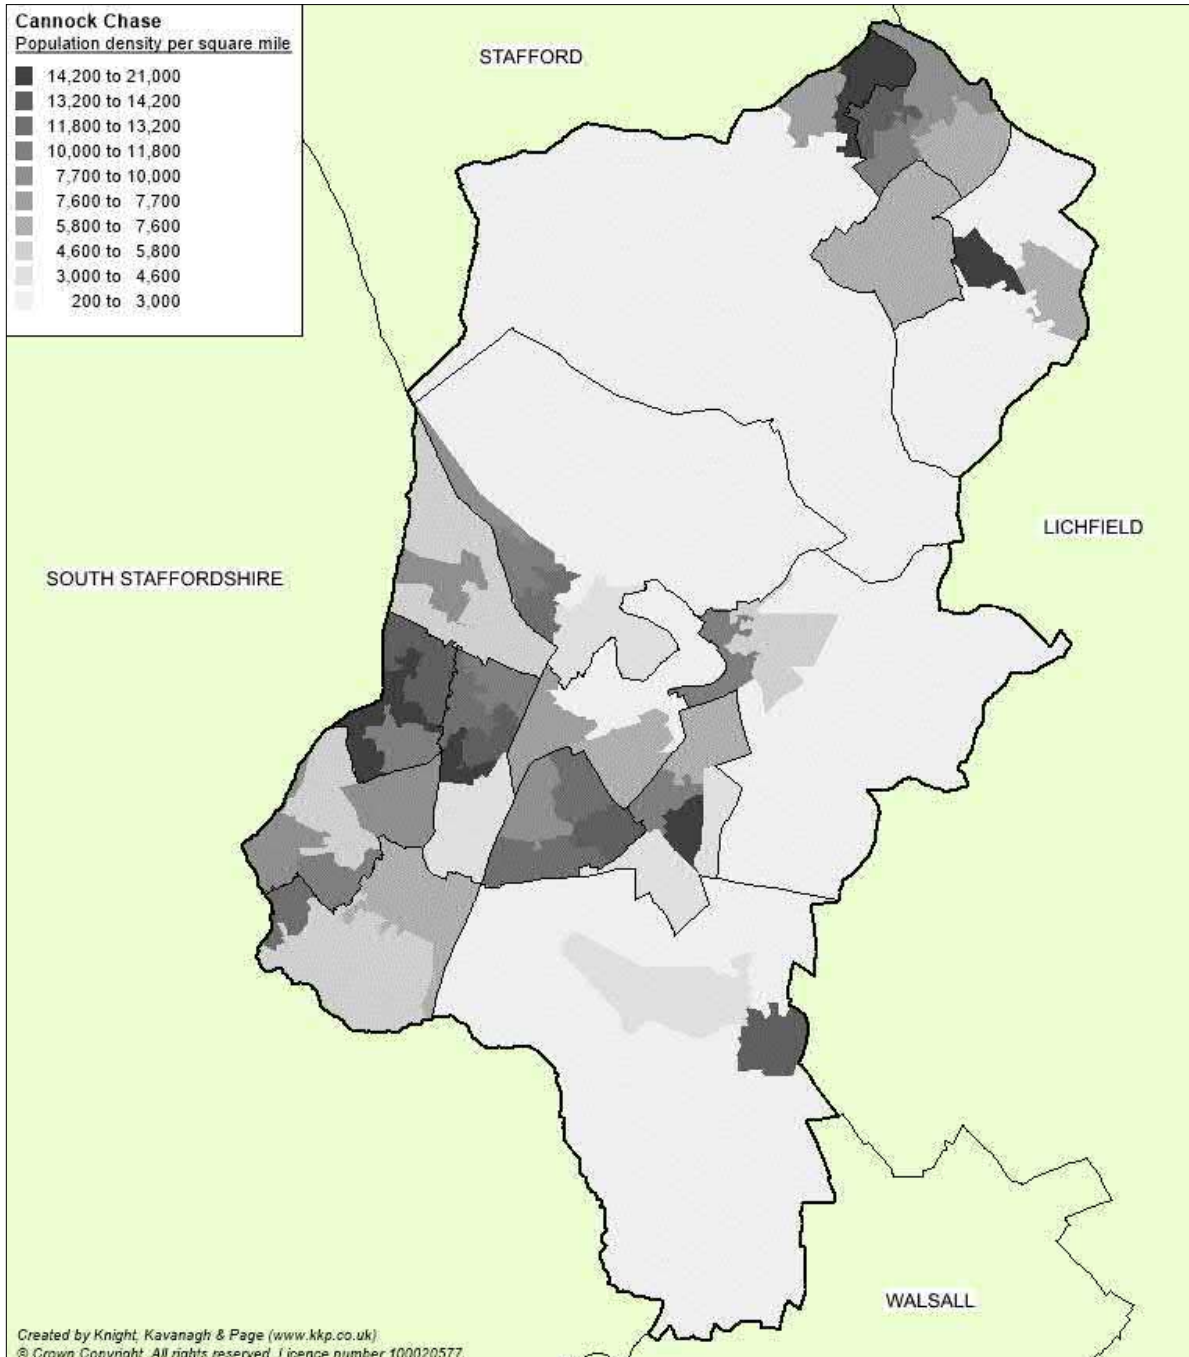 Cannock Chase
Population density per square mile
14,200 to 21,000
13,200 to 14,200
11,800 to 13,200
10,000 to 11,800
7,700 to 10,000
7,600 to 7,700
5,800 to 7,600
4,600 to 5,800
3,000 to 4,600
200 to 3,000
STAFFORD
LICHFIELD
SOUTH STAFFORDSHIRE
WALSALL
Created by Knight, Kavanagh & Page (www.kkp.co.uk)
© Crown Copyright. All rights reserved. Licence number 100020577.